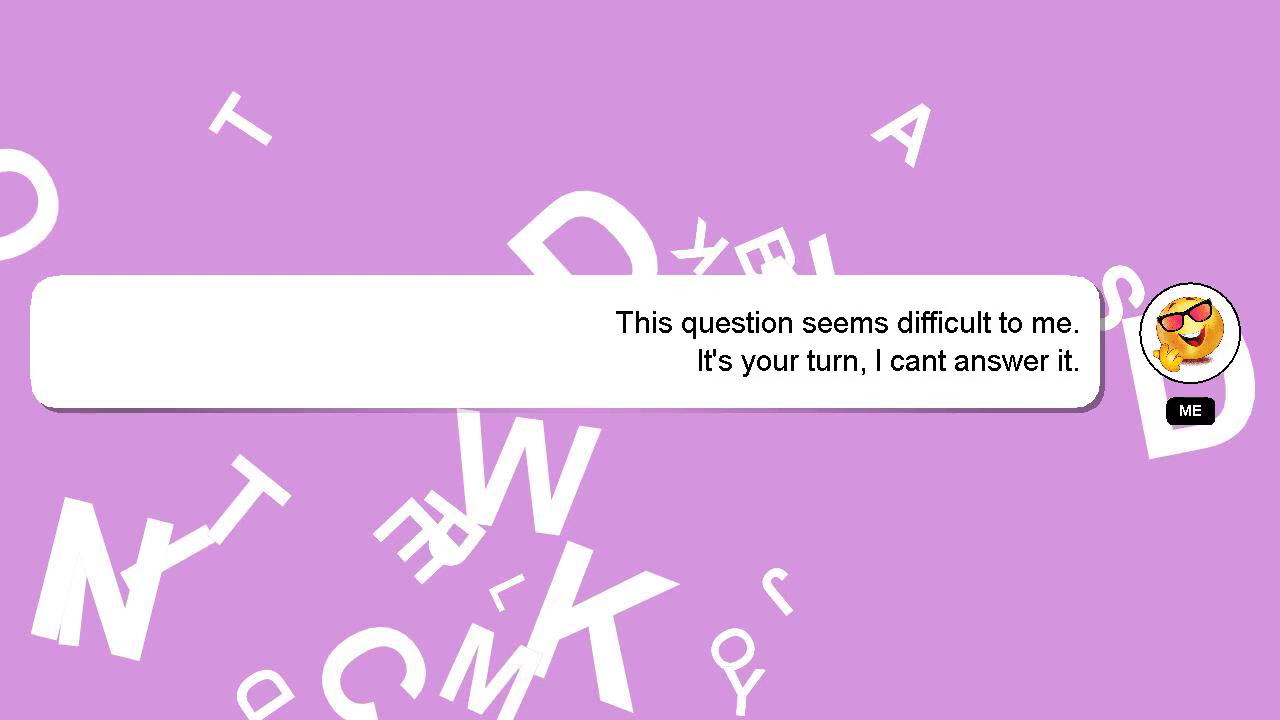 T
A
O
D
K
E
S
This question seems difficult to me.
It's your turn, I cant answer it.
ME
D
W
T
N
Y
E
R
L
K
J
C
M
O
Y
D